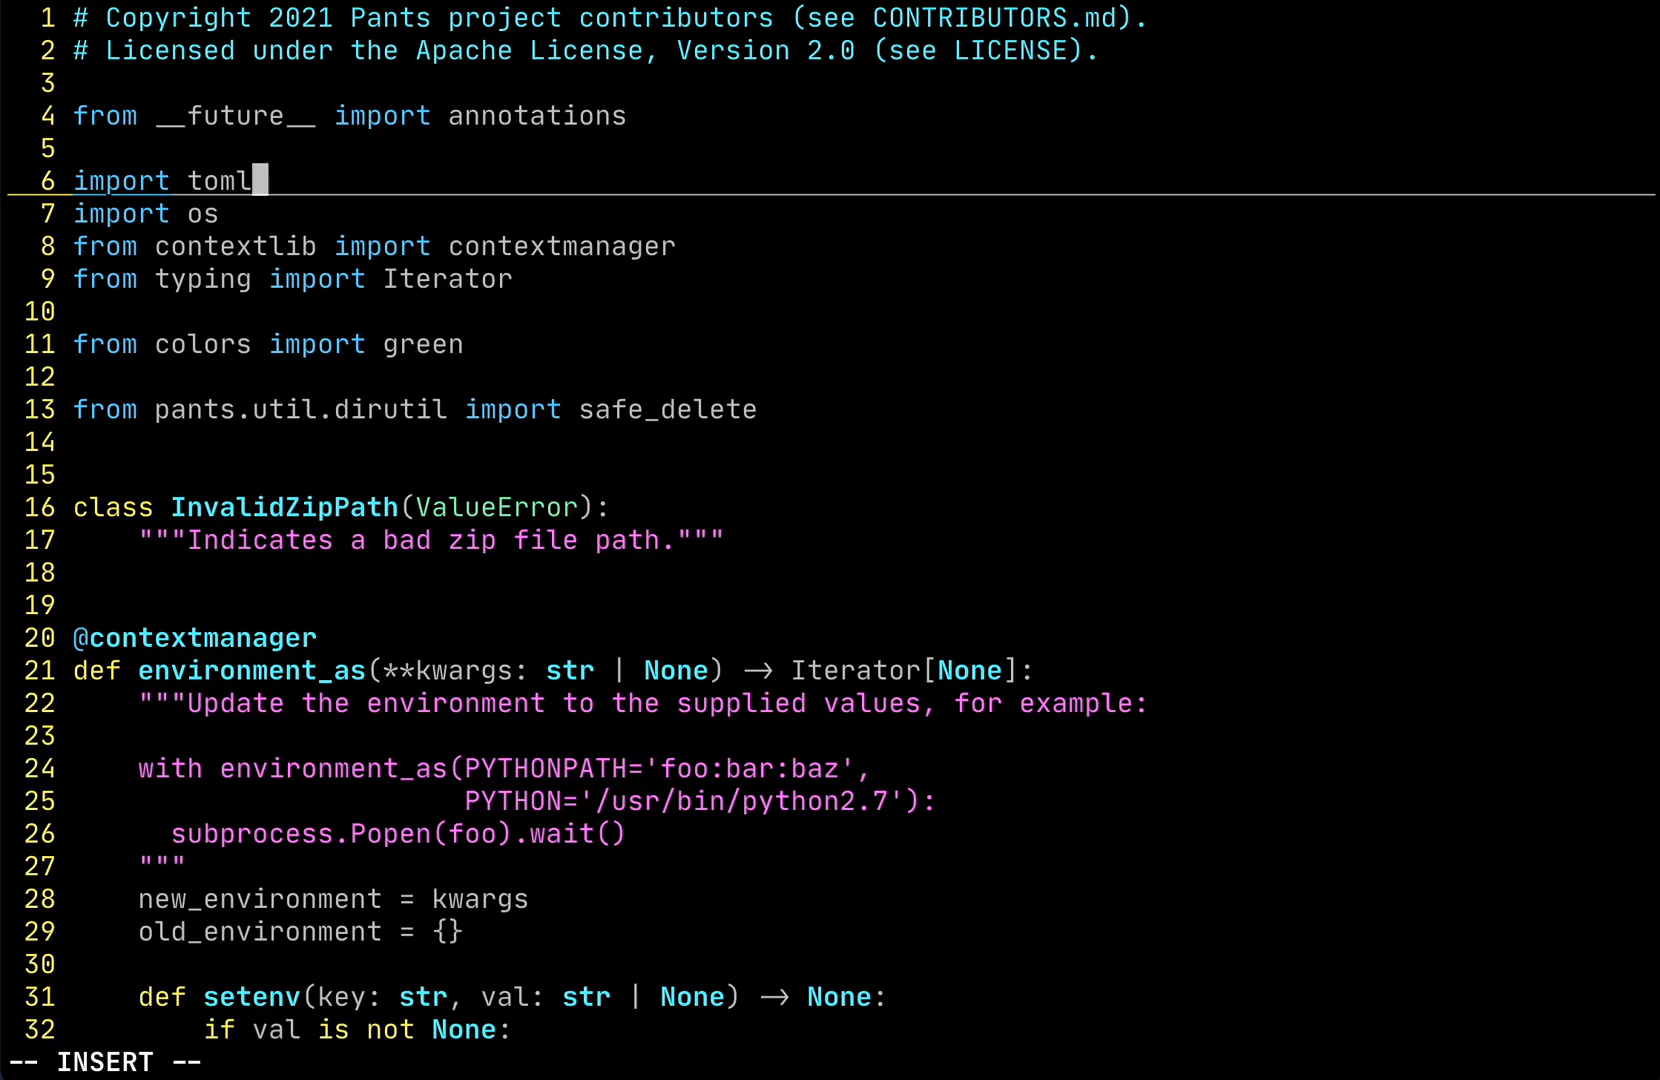 1 # Copyright 2021 Pants project contributors (see CONTRIBUTORS.md).
2 # Licensed under the Apache License, Version 2.0 (see LICENSE).
3
4 from __future__ import annotations
5
6 import toml
7 import os
8 from contextlib import contextmanager
9 from typing import Iterator
10
11 from colors import green
12
13 from pants.util.dirutil import safe_delete
14
15
16 class InvalidZipPath(ValueError):
17     """Indicates a bad zip file path."""
18
19
20 @contextmanager
21 def environment_as(**kwargs: str | None) -> Iterator[None]:
22     """Update the environment to the supplied values, for example:
23
24     with environment_as(PYTHONPATH='foo:bar:baz',
25                         PYTHON='/usr/bin/python2.7'):
26       subprocess.Popen(foo).wait()
27     """
28     new_environment = kwargs
29     old_environment = {}
30
31     def setenv(key: str, val: str | None) -> None:
32         if val is not None:
-- INSERT --